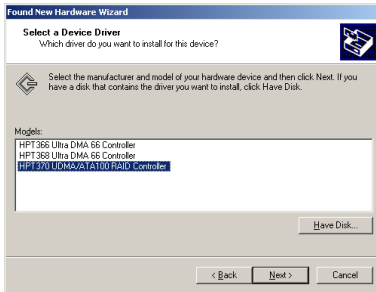 Found New Hardware Wizard
Select a Device Driver
Which driver do you want to install for this device?
Select the manufacturer and model of your hardware device and then click Next. If you
have a disk that contains the driver you want to install, click Have Disk.
Models:
HPT366 Ultra DMA 66 Controller
HPT368 Ultra DMA 66 Controller
HPT370 UDMA/ATA100 RAID Controller
Have Disk...
< Back Next > Cancel